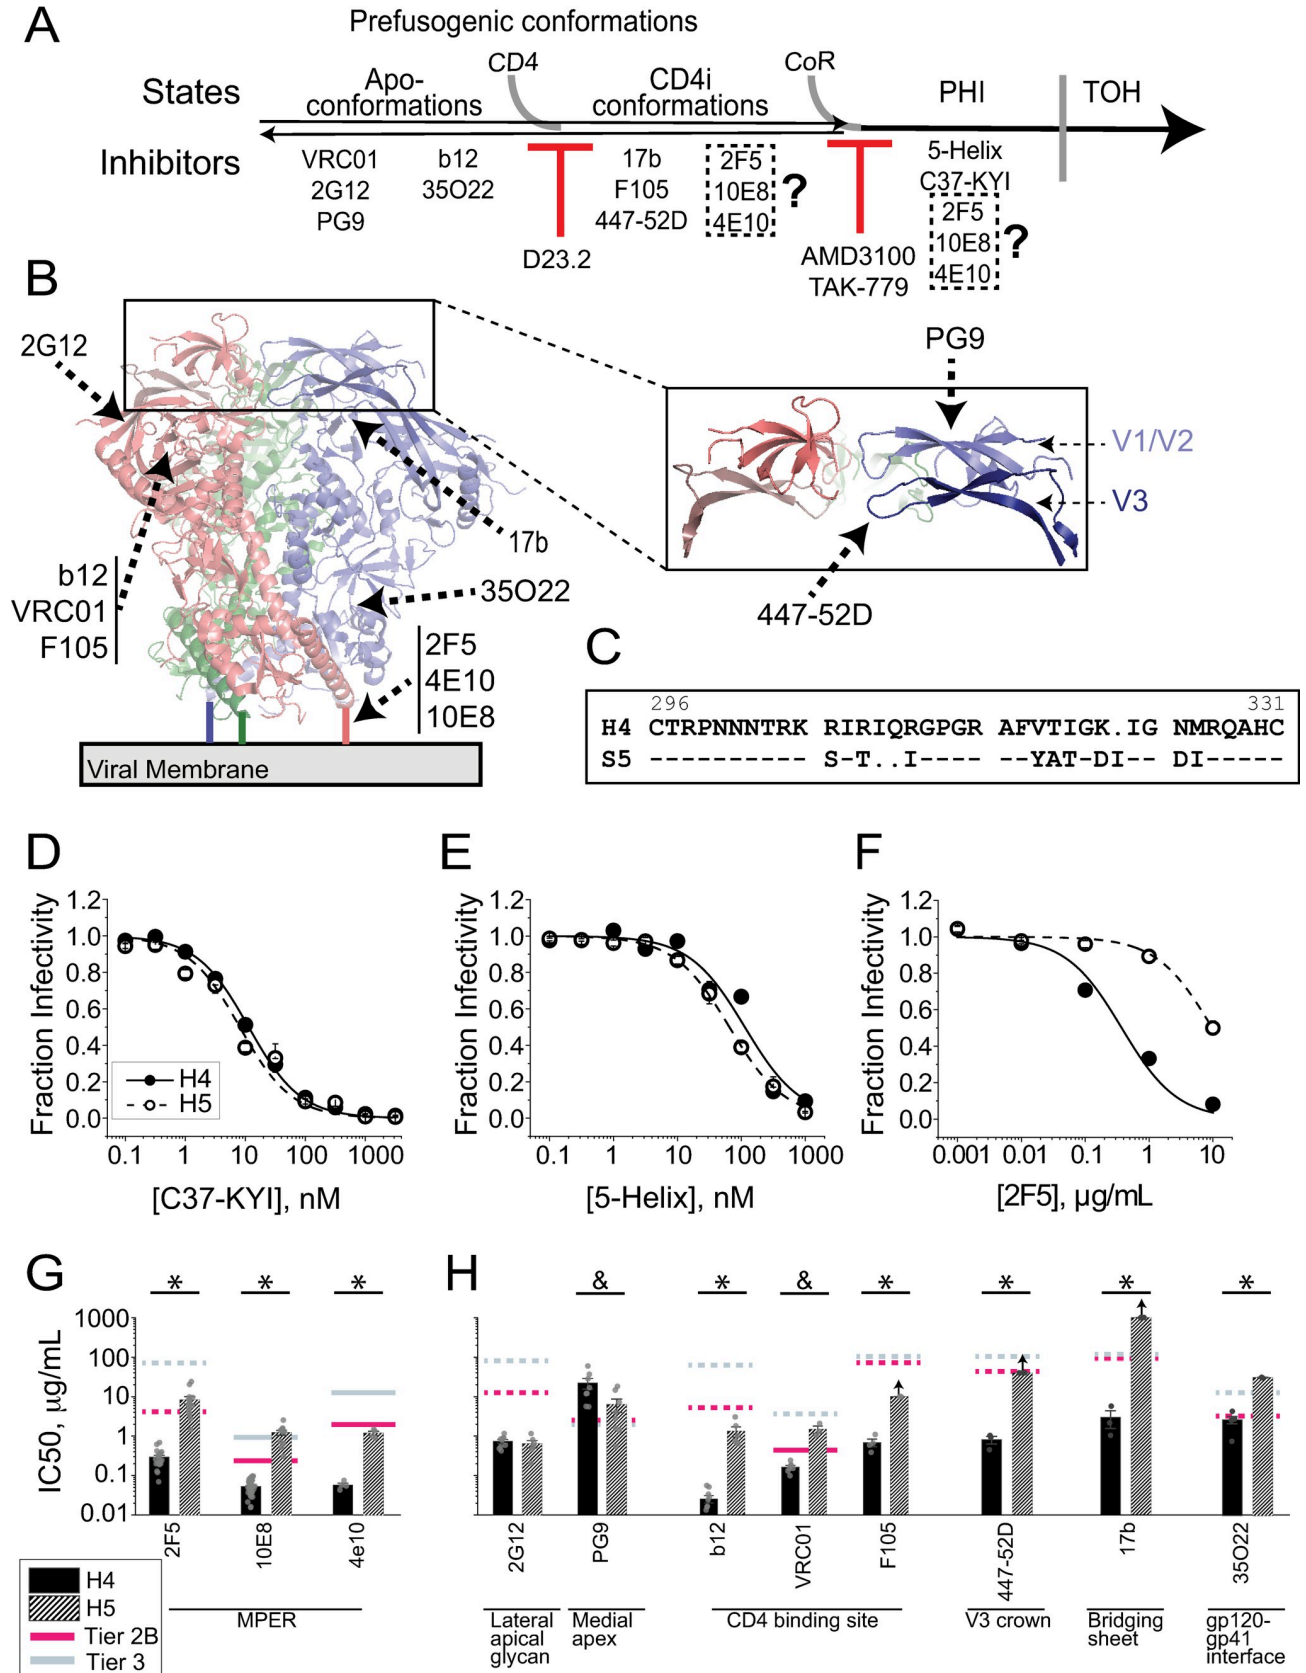 A
Prefusogenic conformations
States
Apo-
conformations
CD4
CD4i
conformations
CoR
PHI
TOH
Inhibitors
VRC01
2G12
PG9
b12
35O22
D23.2
17b
F105
447-52D
2F5
10E8
4E10
?
AMD3100
TAK-779
5-Helix
C37-KYI
2F5
10E8
4E10
?
B
2G12
b12
VRC01
F105
17b
35O22
2F5
4E10
10E8
Viral Membrane
PG9
V1/V2
V3
447-52D
C
296 331
H4 CTRPNNNTRK RIRIQRGPGR AFVTIGK.IG NMRQAHC
S5 ---------- S-T..I---- --YAT-DI-- DI-----
D
Fraction Infectivity
1.2
1.0
0.8
0.6
0.4
0.2
0.0
H4
H5
0.1 1 10 100 1000
[C37-KYI], nM
E
Fraction Infectivity
1.2
1.0
0.8
0.6
0.4
0.2
0.0
0.1 1 10 100 1000
[5-Helix], nM
F
Fraction Infectivity
1.2
1.0
0.8
0.6
0.4
0.2
0.0
0.001 0.01 0.1 1 10
[2F5], µg/mL
G
* * *
IC50, µg/mL
1000
100
10
1
0.1
0.01
2F5
10E8
4e10
MPER
H4
H5
Tier 2B
Tier 3
H
& * & * * * *
2G12
PG9
b12
VRC01
F105
447-52D
17b
35O22
Lateral
apical
glycan
Medial
apex
CD4 binding site
V3 crown
Bridging
sheet
gp120-
gp41
interface